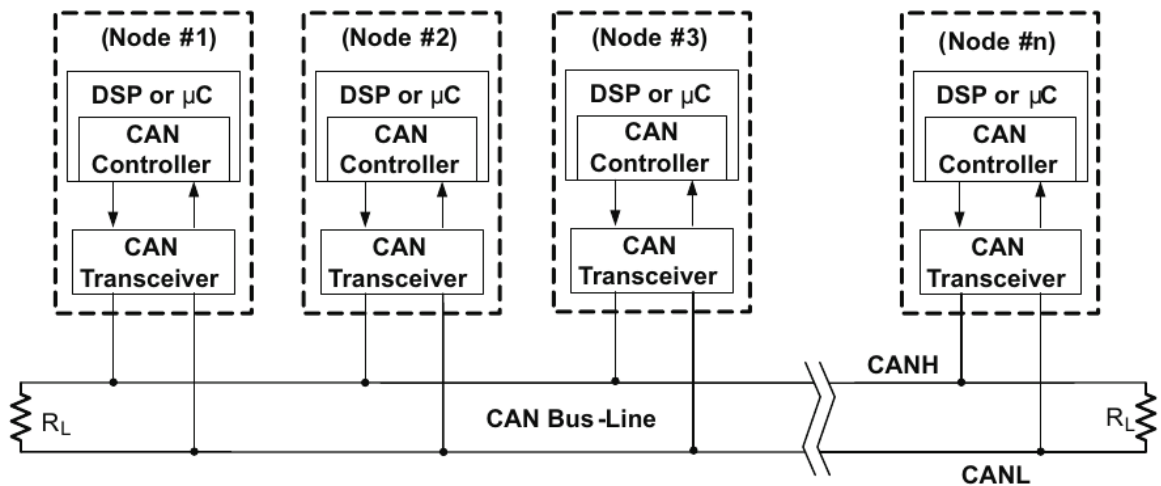 (Node #1)
DSP or µC
CAN
Controller
CAN
Transceiver
(Node #2)
DSP or µC
CAN
Controller
CAN
Transceiver
(Node #3)
DSP or µC
CAN
Controller
CAN
Transceiver
(Node #n)
DSP or µC
CAN
Controller
CAN
Transceiver
CANH
RL
CAN Bus-Line
RL
CANL